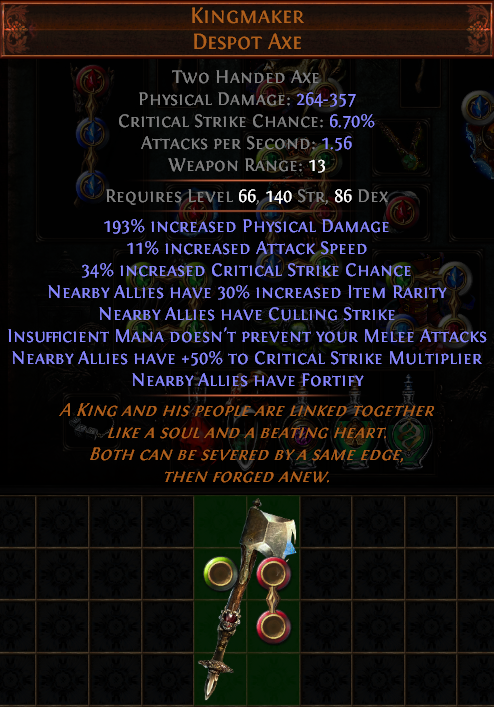 Kingmaker
Despot Axe
Two Handed Axe
Physical Damage: 264-357
Critical Strike Chance: 6.70%
Attacks per Second: 1.56
Weapon Range: 13
Requires Level 66, 140 Str, 86 Dex
193% increased Physical Damage
11% increased Attack Speed
34% increased Critical Strike Chance
Nearby Allies have 30% increased Item Rarity
Nearby Allies have Culling Strike
Insufficient Mana doesn't prevent your Melee Attacks
Nearby Allies have +50% to Critical Strike Multiplier
Nearby Allies have Fortify
A King and his people are linked together
like a soul and a beating heart.
Both can be severed by a same edge,
then forged anew.